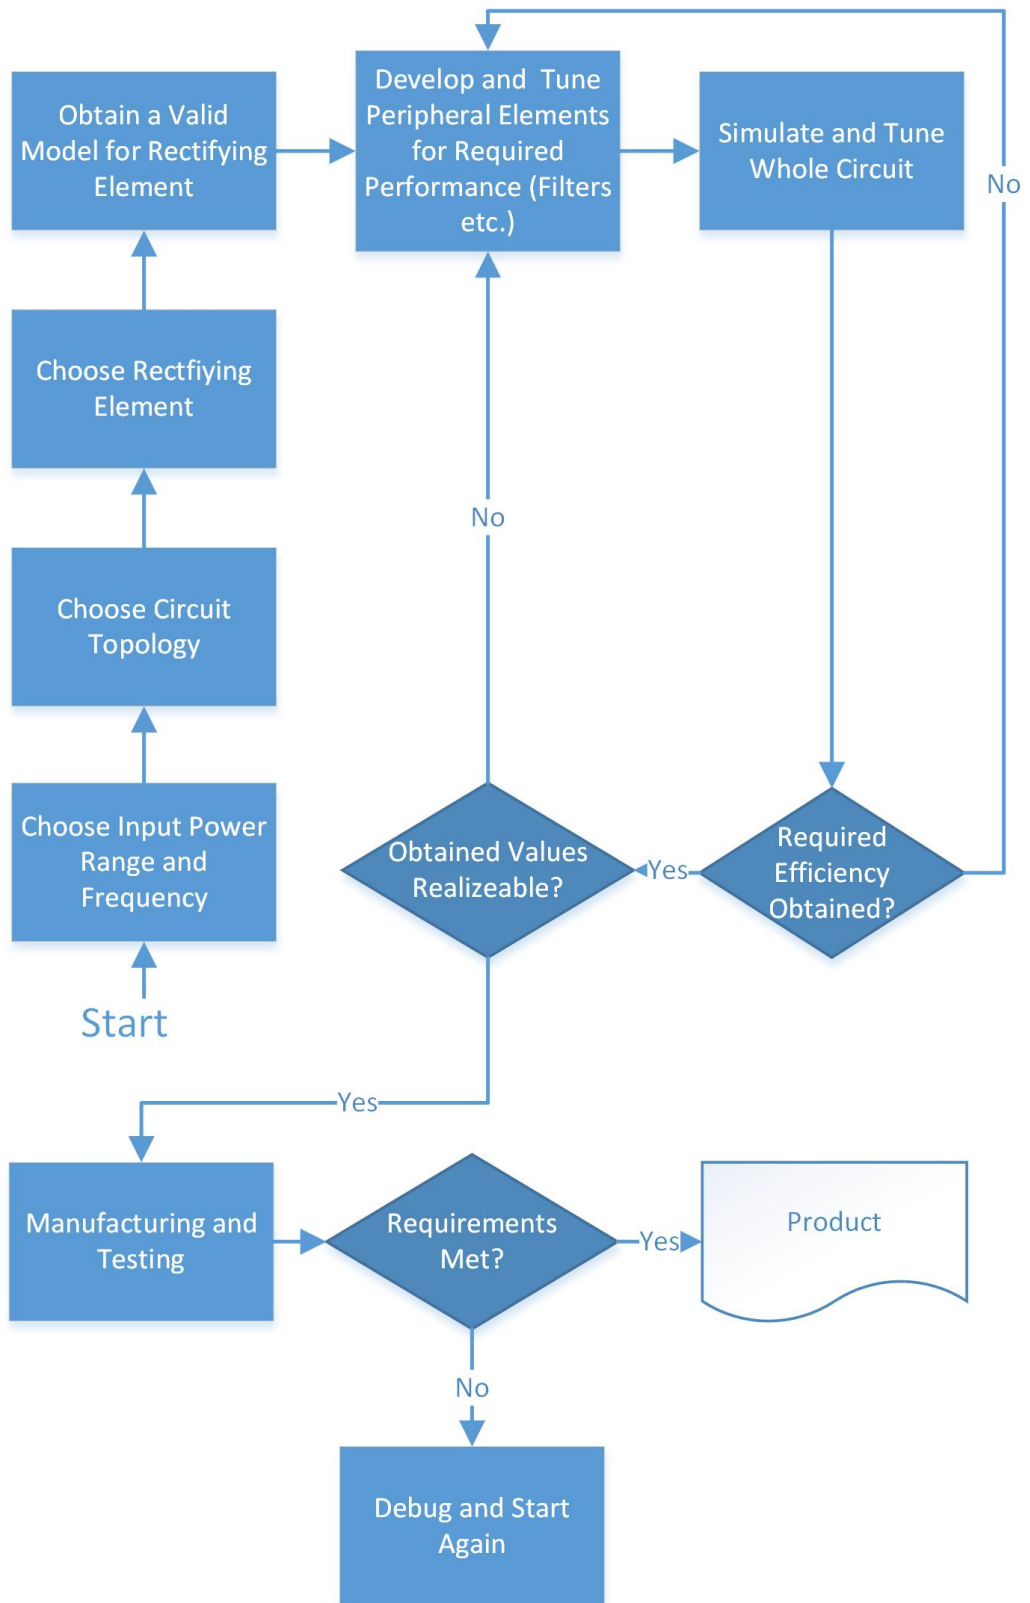 Obtain a Valid
Model for Rectifying
Element
Develop and Tune
Peripheral Elements
for Required
Performance (Filters
etc.)
Simulate and Tune
Whole Circuit
No
Choose Rectfiying
Element
No
Choose Circuit
Topology
Choose Input Power
Range and
Frequency
Obtained Values
Realizeable?
Yes
Required
Efficiency
Obtained?
Start
Yes
Manufacturing and
Testing
Requirements
Met?
Yes
Product
No
Debug and Start
Again